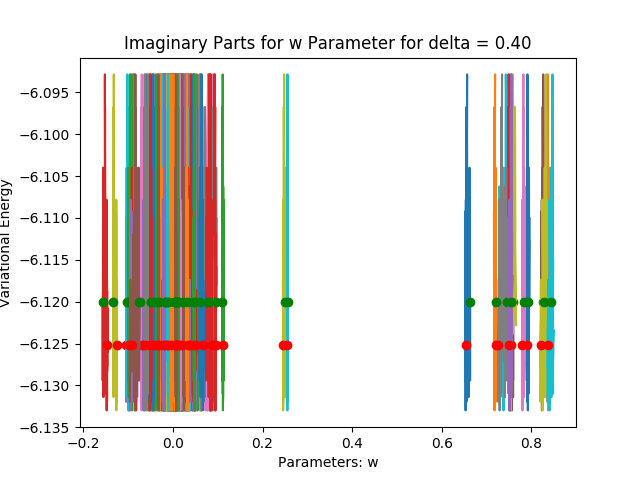 Imaginary Parts for w Parameter for delta = 0.40
Variational Energy
−6.095
−6.100
−6.105
−6.110
−6.115
−6.120
−6.125
−6.130
−6.135
−0.2 0.0 0.2 0.4 0.6 0.8
Parameters: w